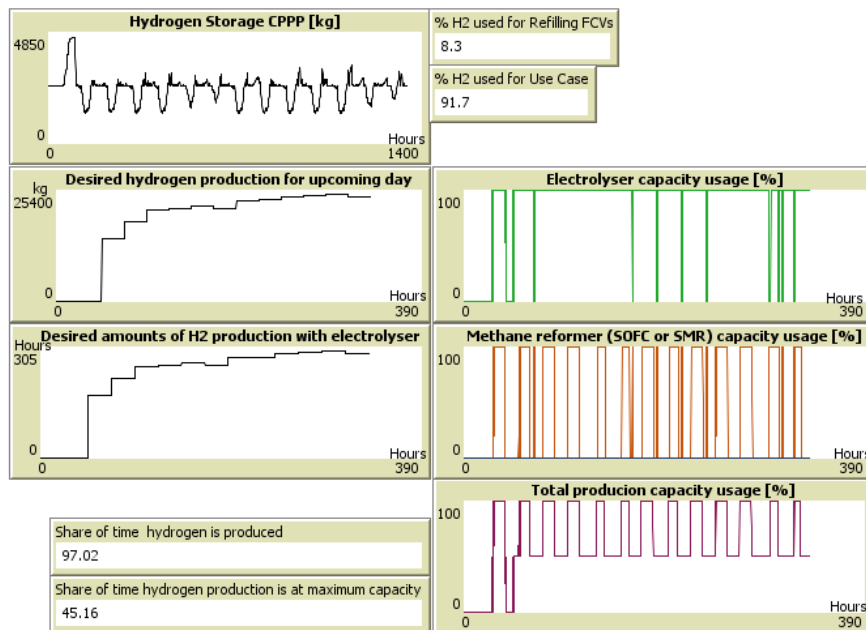 Hydrogen Storage CPPP [kg]
4850
0
Hours
0
1400
% H2 used for Refilling FCVs
8.3
% H2 used for Use Case
91.7
Desired hydrogen production for upcoming day
kg
25400
0
Hours
0
390
Electrolyser capacity usage [%]
100
0
Hours
0
390
Desired amounts of H2 production with electrolyser
Hours
305
0
Hours
0
390
Methane reformer (SOFC or SMR) capacity usage [%]
100
0
Hours
0
390
Total producion capacity usage [%]
100
0
Hours
0
390
Share of time  hydrogen is produced
97.02
Share of time hydrogen production is at maximum capacity
45.16